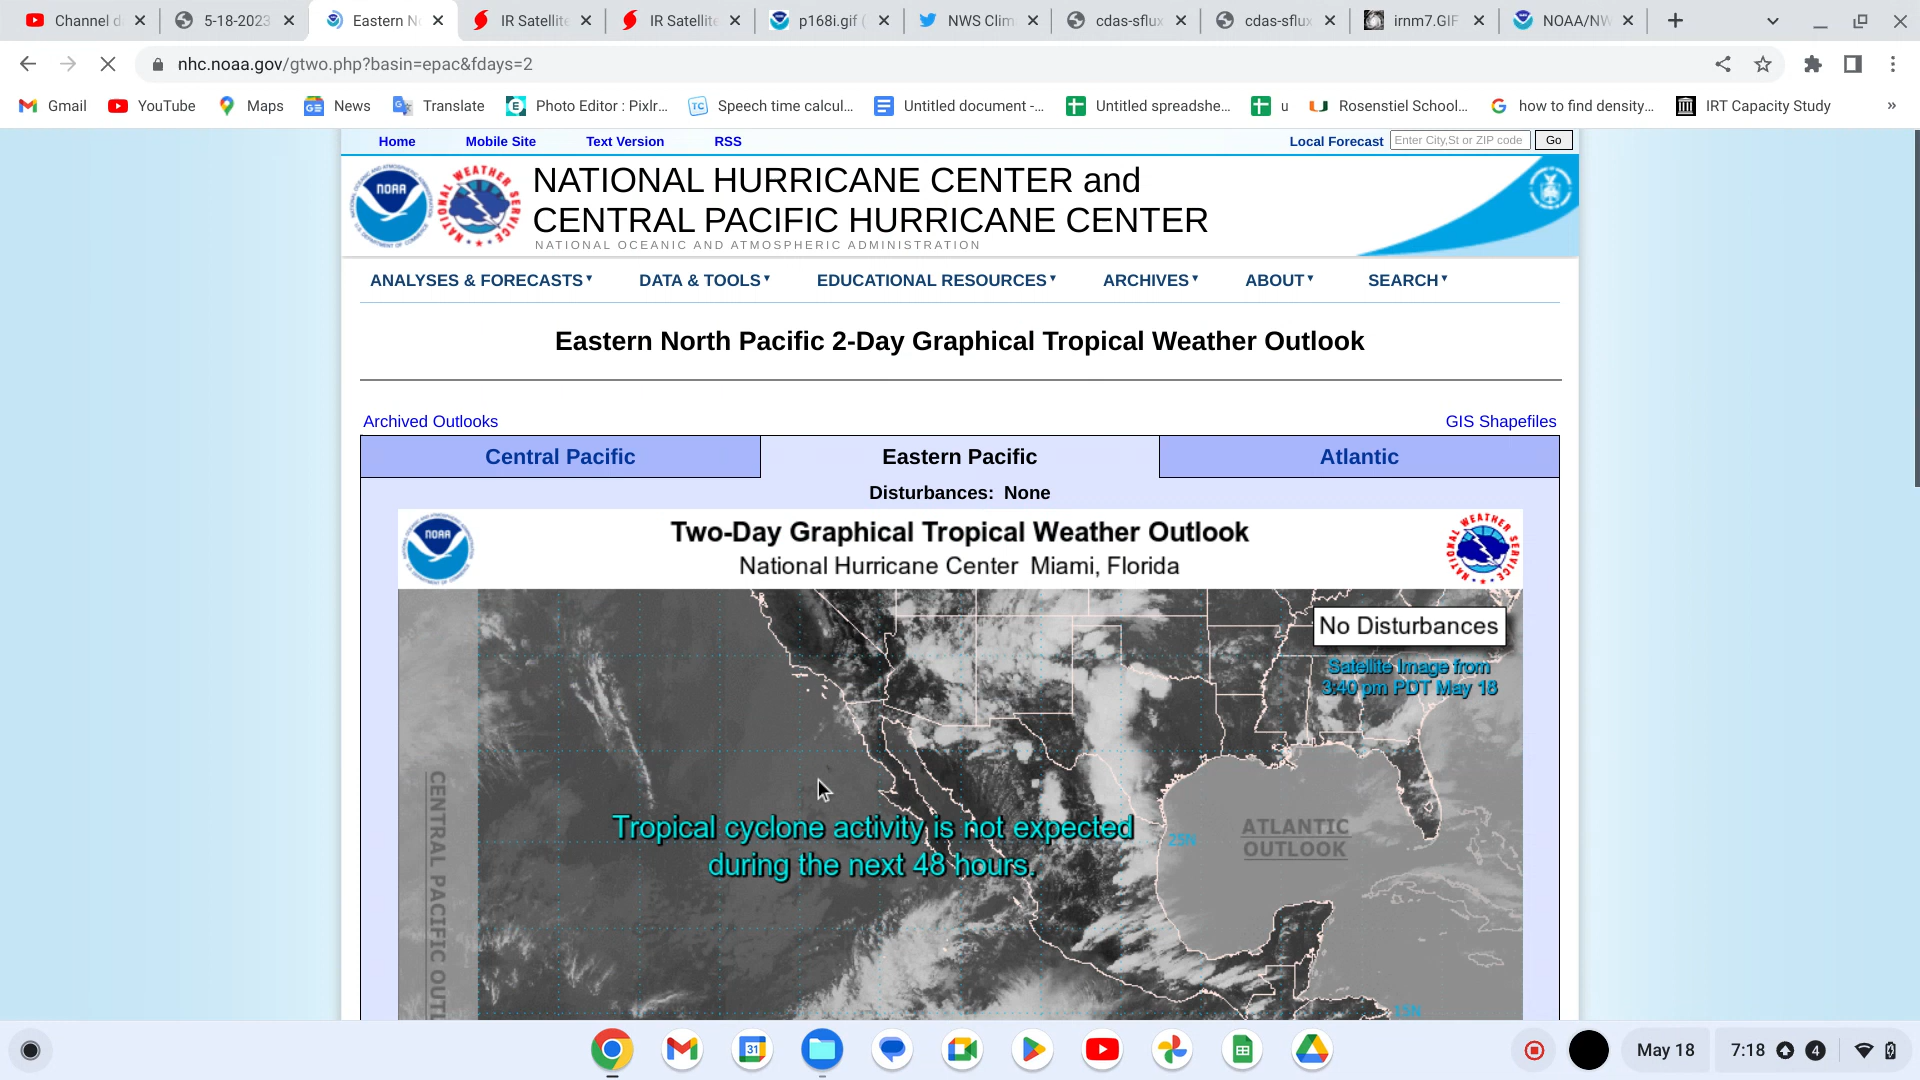 Channel d
5-18-2023
Eastern N
IR Satellite
IR Satellite
p168i.gif (
NWS Clim
cdas-sflux
cdas-sflux
irnm7.GIF
NOAA/NW
nhc.noaa.gov/gtwo.php?basin=epac&fdays=2
Gmail
YouTube
Maps
News
Translate
Photo Editor : Pixlr...
Speech time calcul...
Untitled document -...
Untitled spreadshe...
u
Rosenstiel School...
how to find density...
IRT Capacity Study
»
Home Mobile Site Text Version RSS Local Forecast Enter City,St or ZIP code Go
NATIONAL HURRICANE CENTER and
CENTRAL PACIFIC HURRICANE CENTER
NATIONAL OCEANIC AND ATMOSPHERIC ADMINISTRATION
ANALYSES & FORECASTS DATA & TOOLS EDUCATIONAL RESOURCES ARCHIVES ABOUT SEARCH
Eastern North Pacific 2-Day Graphical Tropical Weather Outlook
Archived Outlooks GIS Shapefiles
Central Pacific Eastern Pacific Atlantic
Disturbances: None
Two-Day Graphical Tropical Weather Outlook
National Hurricane Center Miami, Florida
NOAA
No Disturbances
Satellite Image from
3:40 pm PDT May 18
Tropical cyclone activity is not expected
during the next 48 hours.
25N
ATLANTIC
OUTLOOK
CENTRAL PACIFIC OUTL
15N
31
May 18
7:18
4